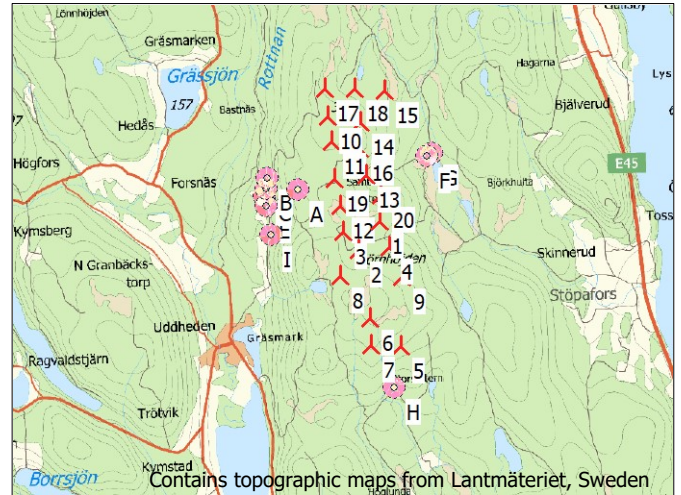 Lönnhöjden
Gräsmarken
Rottnan
Hagarna
Lys
Grässjön
157
Bastnäs
Bjälverud
Hedås
17
18
15
10
14
E45
Högfors
Forsnäs
11
16
F
G
Björkhulta
B
A
19
13
Toss
Kymsberg
12
20
Skinnerud
N Granbäcks-
torp
I
3
1
2
4
Stöpafors
8
9
Uddheden
Gräsmark
6
Ragvaldstjärn
7
5
Trötvik
H
Kymstad
Borrsjön
Contains topographic maps from Lantmäteriet, Sweden
Höglunda